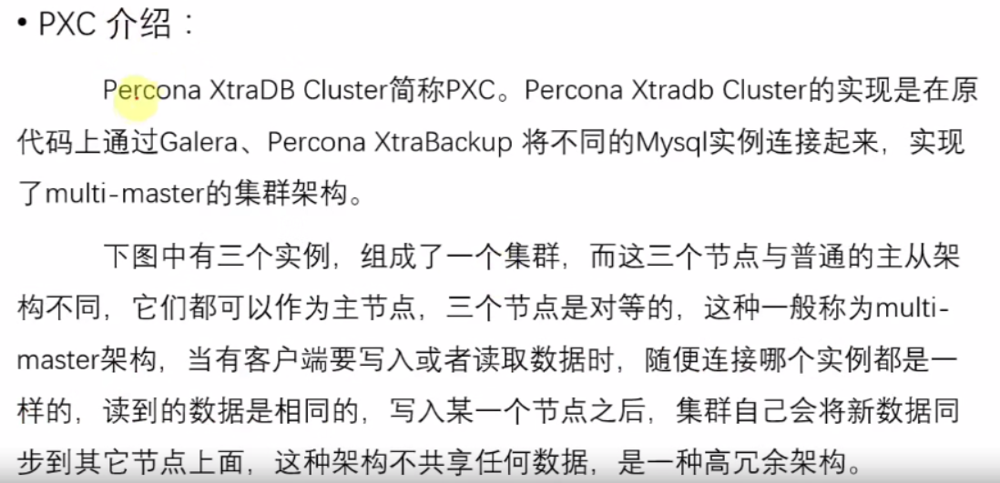 • PXC 介绍：
Percona XtraDB Cluster简称PXC。Percona Xtradb Cluster的实现是在原
代码上通过Galera、Percona XtraBackup 将不同的Mysql实例连接起来，实现
了multi-master的集群架构。
下图中有三个实例，组成了一个集群，而这三个节点与普通的主从架
构不同，它们都可以作为主节点，三个节点是对等的，这种一般称为multi-
master架构，当有客户端要写入或者读取数据时，随便连接哪个实例都是一
样的，读到的数据是相同的，写入某一个节点之后，集群自己会将新数据同
步到其它节点上面，这种架构不共享任何数据，是一种高冗余架构。